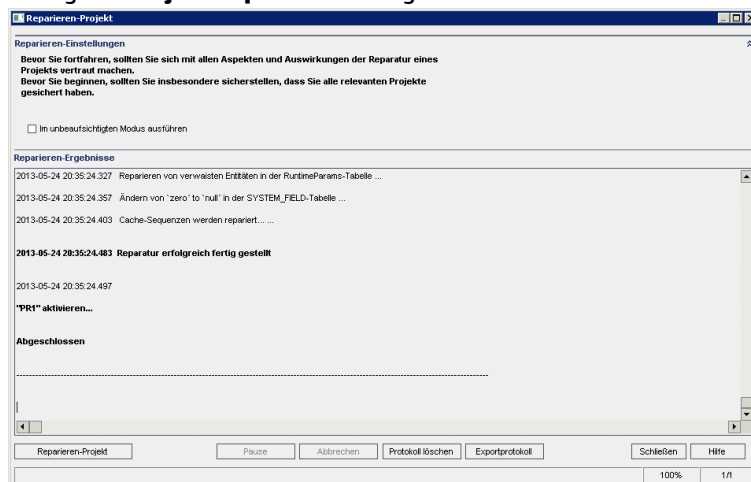 Reparieren-Projekt
Reparieren-Einstellungen
Bevor Sie fortfahren, sollten Sie sich mit allen Aspekten und Auswirkungen der Reparatur eines
Projekts vertraut machen.
Bevor Sie beginnen, sollten Sie insbesondere sicherstellen, dass Sie alle relevanten Projekte
gesichert haben.
Im unbeaufsichtigten Modus ausführen
Reparieren-Ergebnisse
2013-05-24 20:35:24.327 Reparieren von verwaisten Entitäten in der RuntimeParams-Tabelle ...
2013-05-24 20:35:24.357 Ändern von `zero´ to `null´ in der SYSTEM_FIELD-Tabelle ...
2013-05-24 20:35:24.403 Cache-Sequenzen werden repariert... ...
2013-05-24 20:35:24.483 Reparatur erfolgreich fertig gestellt
2013-05-24 20:35:24.497
"PR1" aktivieren...
Abgeschlossen
--------------------------------------------------------------------------------
Reparieren-Projekt Pause Abbrechen Protokoll löschen Exportprotokoll Schließen Hilfe
100% 1/1